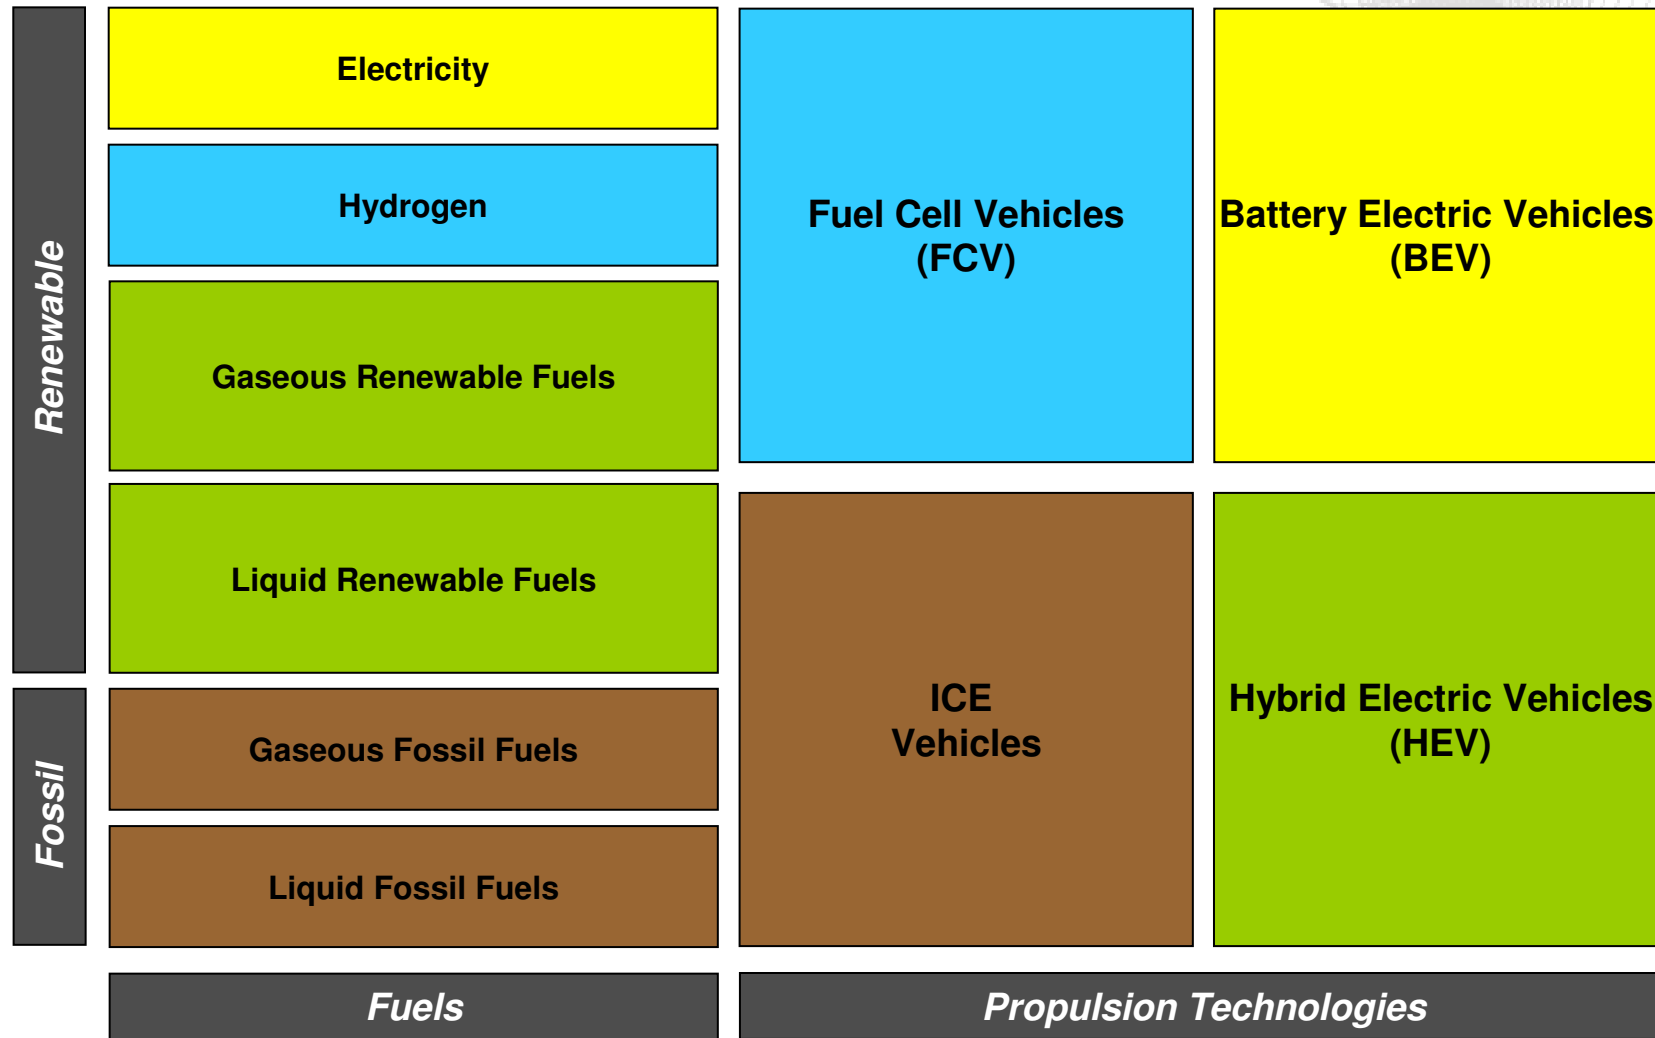 Renewable
Electricity
Hydrogen
Gaseous Renewable Fuels
Liquid Renewable Fuels
Fossil
Gaseous Fossil Fuels
Liquid Fossil Fuels
Fuels
Fuel Cell Vehicles
(FCV)
Battery Electric Vehicles
(BEV)
ICE
Vehicles
Hybrid Electric Vehicles
(HEV)
Propulsion Technologies